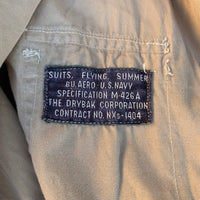 SUITS, FLYING, SUMMER
BU. AERO. U.S. NAVY
SPECIFICATION M-426A
THE DRYBAK CORPORATION
CONTRACT NO. NXs-1404